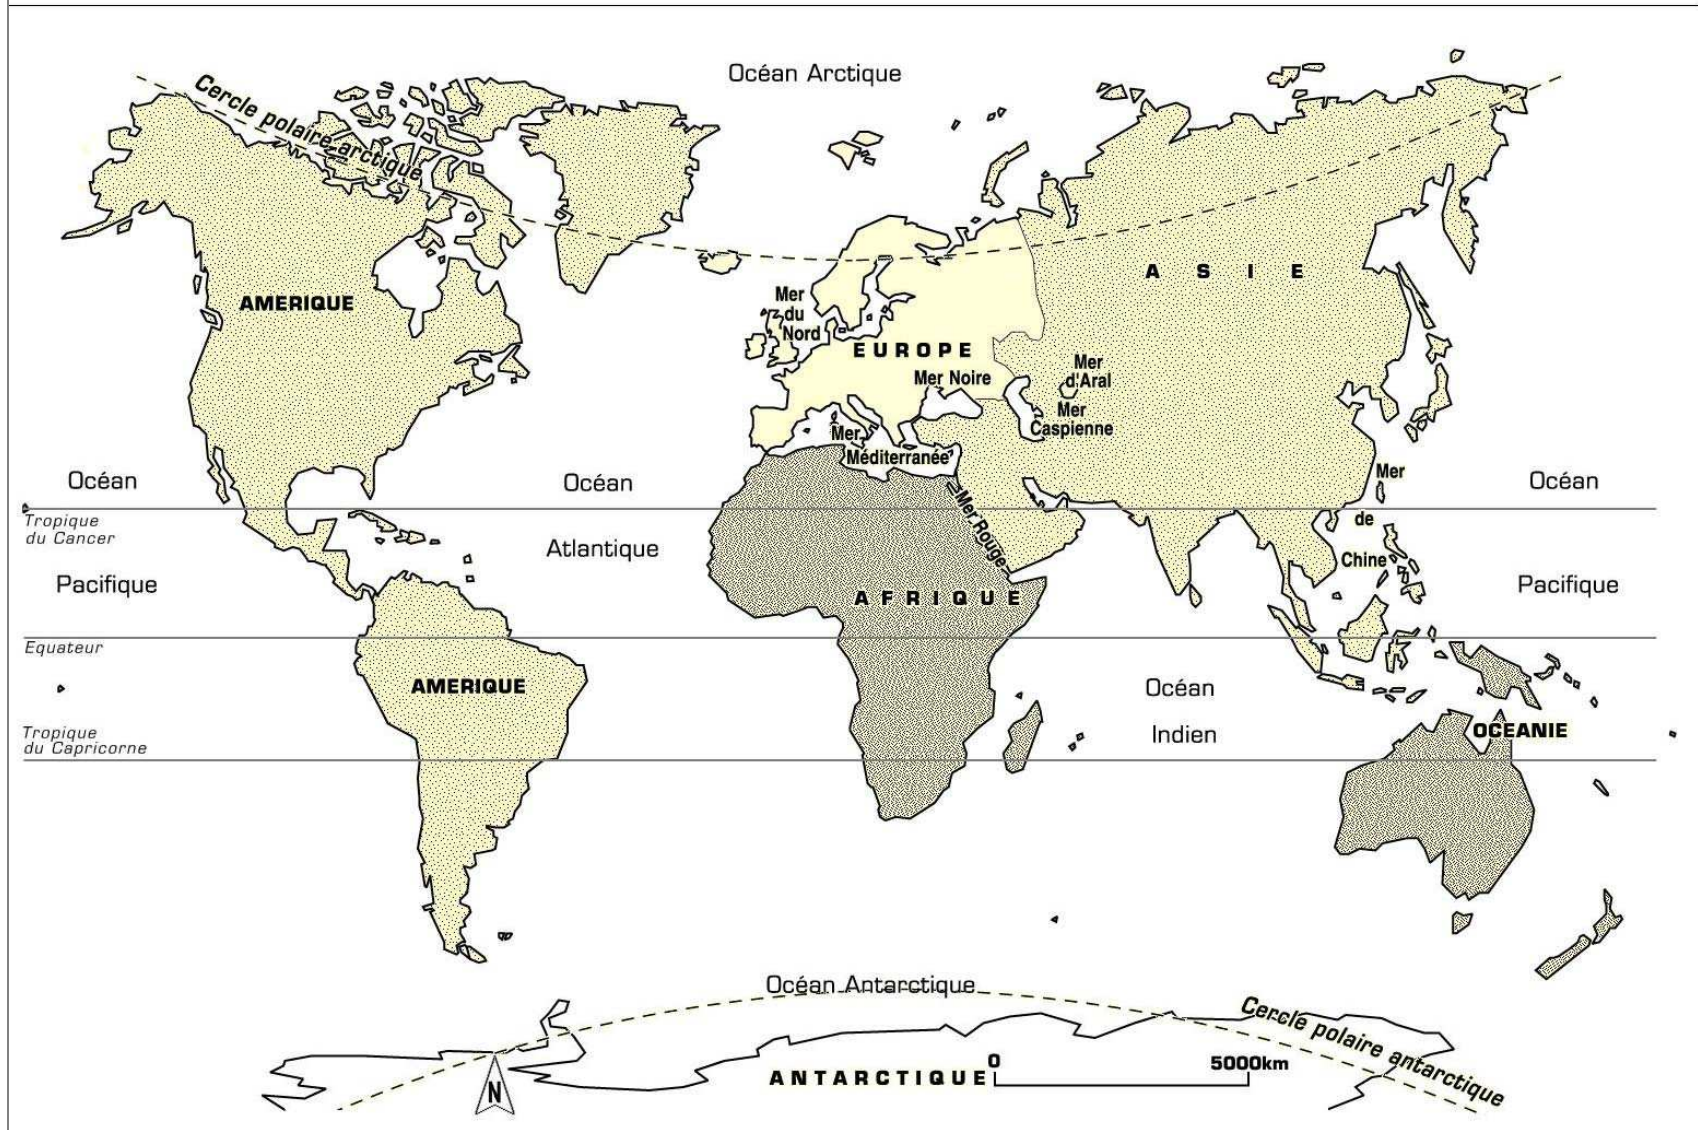 Océan Arctique
Cercle polaire arctique
AMERIQUE
A S I E
Mer
du
Nord
EUROPE
Mer Noire
Mer
d'Aral
Mer
Caspienne
Mer
Méditerranée
Mer
de
Chine
Océan
Pacifique
Océan
Atlantique
Océan
Pacifique
Tropique
du Cancer
Mer Rouge
AFRIQUE
Equateur
AMERIQUE
Océan
Indien
OCEANIE
Tropique
du Capricorne
Océan Antarctique
Cercle polaire antarctique
ANTARCTIQUE
0 5000km
N